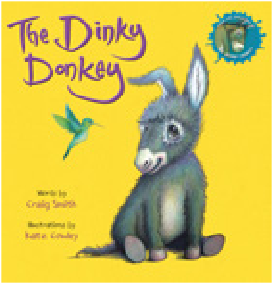 The Dinky
Donkey
Words by
Craig Smith
Illustrations by
Katz Cowley